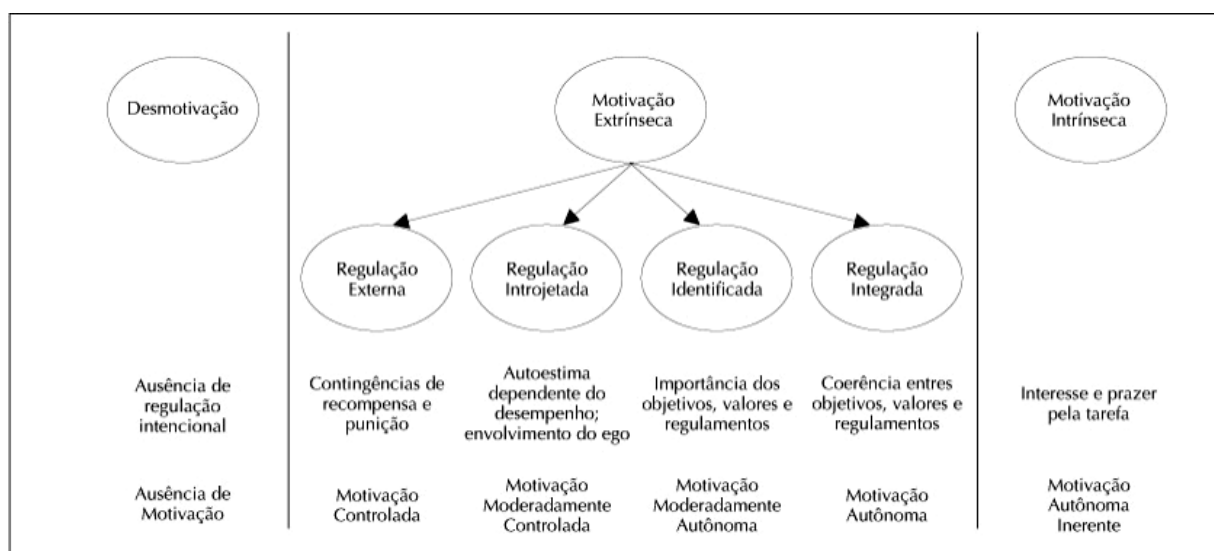 Desmotivação
Motivação
Extrínseca
Motivação
Intrínseca
Regulação
Externa
Regulação
Introjetada
Regulação
Identificada
Regulação
Integrada
Ausência de
regulação
intencional
Contingências de
recompensa e
punição
Autoestima
dependente do
desempenho;
envolvimento do ego
Importância dos
objetivos, valores e
regulamentos
Coerência entres
objetivos, valores e
regulamentos
Interesse e prazer
pela tarefa
Ausência de
Motivação
Motivação
Controlada
Motivação
Moderadamente
Controlada
Motivação
Moderadamente
Autônoma
Motivação
Autônoma
Motivação
Autônoma
Inerente